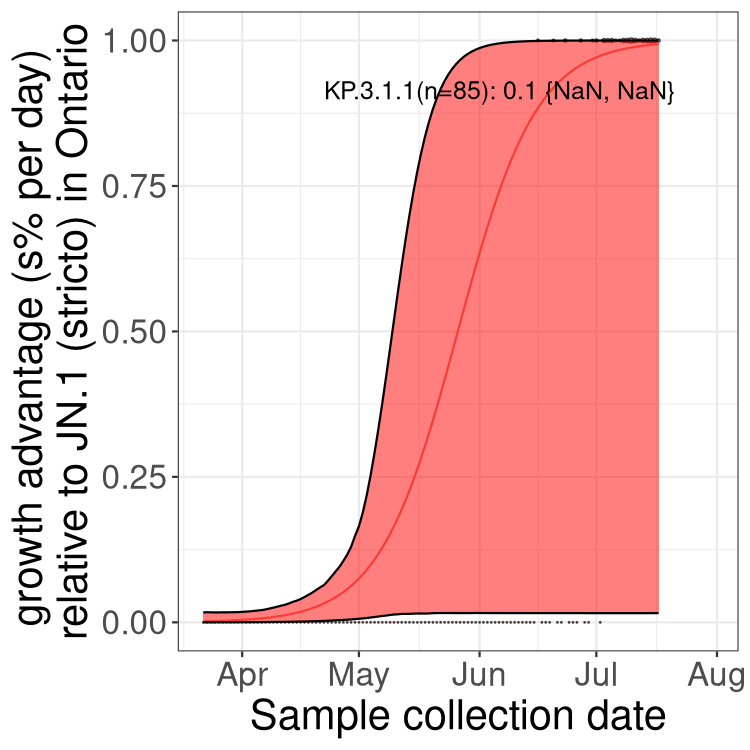 growth advantage (s% per day)
relative to JN.1 (stricto) in Ontario
1.00
0.75
0.50
0.25
0.00
KP.3.1.1(n=85): 0.1 {NaN, NaN}
Apr May Jun Jul Aug
Sample collection date